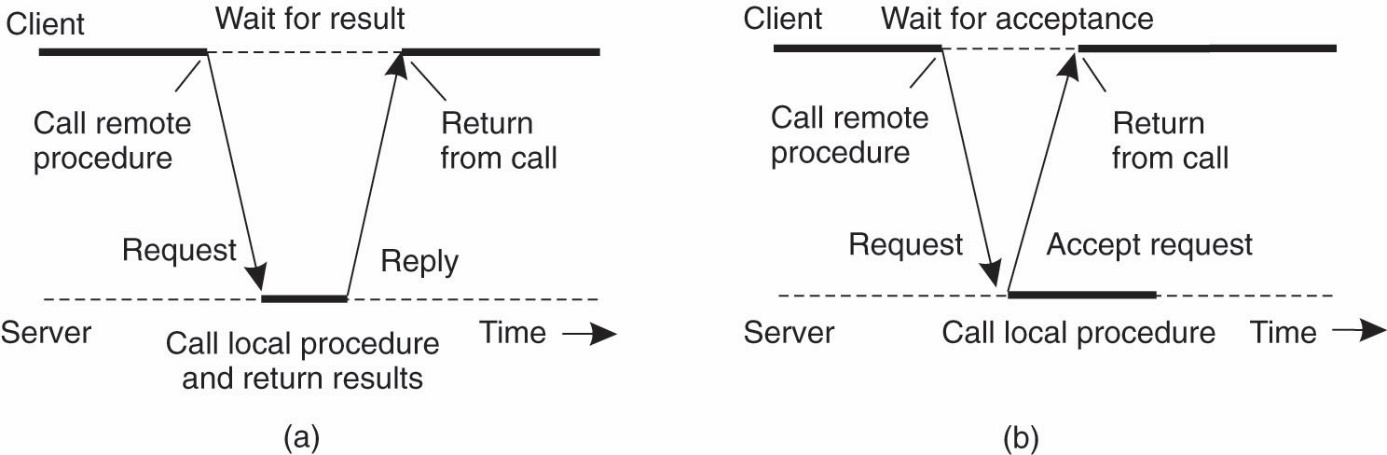 Client
Wait for result
Call remote
procedure
Return
from call
Request
Reply
Server
Call local procedure
and return results
Time
(a)
Client
Wait for acceptance
Call remote
procedure
Return
from call
Request
Accept request
Server
Call local procedure
Time
(b)